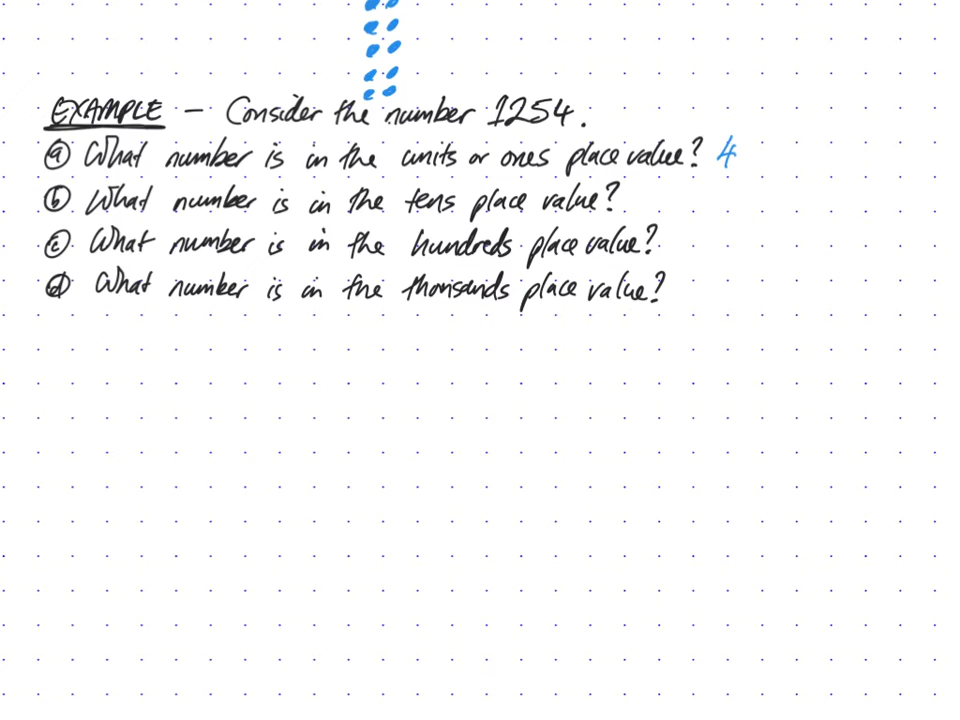 EXAMPLE - Consider the number 1254.
(a) What number is in the units or ones place value? 4
(b) What number is in the tens place value?
(c) What number is in the hundreds place value?
(d) What number is in the thousands place value?